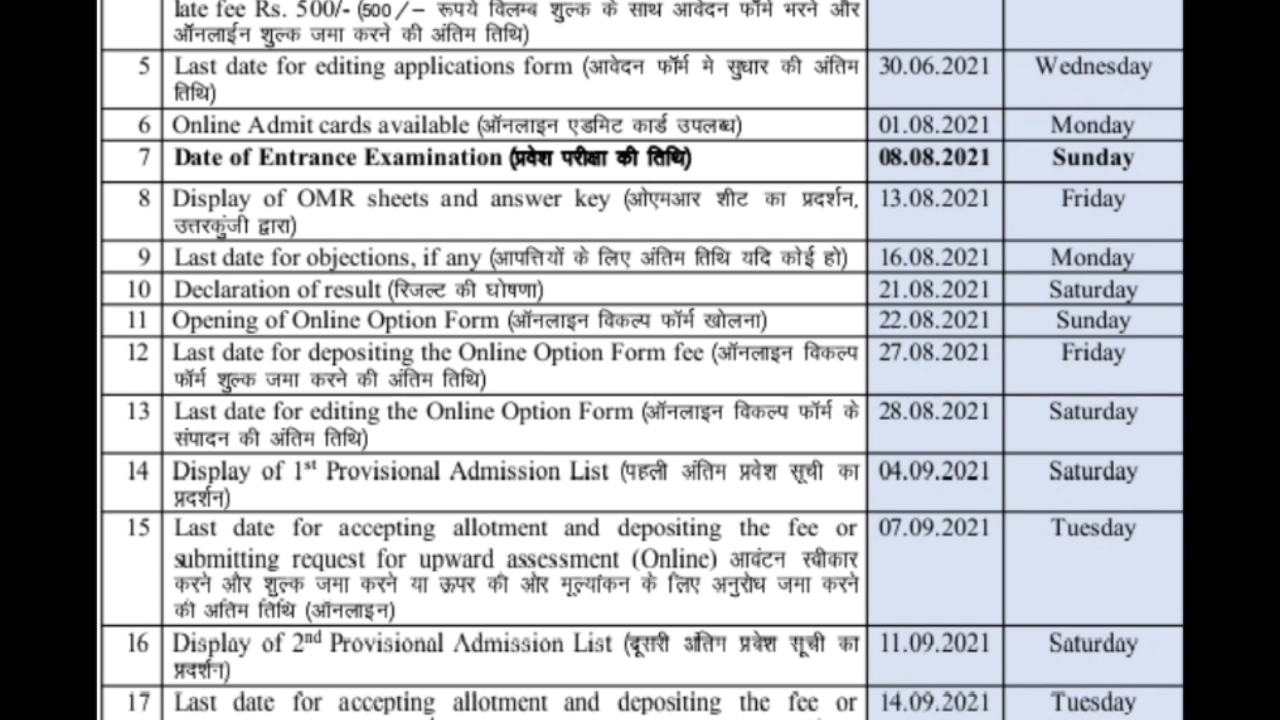 late fee Rs. 500/- (500/– रूपये विलम्ब शुल्क के साथ आवेदन फॉर्म भरने और
ऑनलाईन शुल्क जमा करने की अंतिम तिथि)
5 Last date for editing applications form (आवेदन फॉर्म मे सुधार की अंतिम 30.06.2021 Wednesday
तिथि)
6 Online Admit cards available (ऑनलाइन एडमिट कार्ड उपलब्ध) 01.08.2021 Monday
7 Date of Entrance Examination (प्रवेश परीक्षा की तिथि) 08.08.2021 Sunday
8 Display of OMR sheets and answer key (ओएमआर शीट का प्रदर्शन, 13.08.2021 Friday
उत्तरकुंजी द्वारा)
9 Last date for objections, if any (आपत्तियों के लिए अंतिम तिथि यदि कोई हो) 16.08.2021 Monday
10 Declaration of result (रिजल्ट की घोषणा) 21.08.2021 Saturday
11 Opening of Online Option Form (ऑनलाइन विकल्प फॉर्म खोलना) 22.08.2021 Sunday
12 Last date for depositing the Online Option Form fee (ऑनलाइन विकल्प 27.08.2021 Friday
फॉर्म शुल्क जमा करने की अंतिम तिथि)
13 Last date for editing the Online Option Form (ऑनलाइन विकल्प फॉर्म के 28.08.2021 Saturday
संपादन की अंतिम तिथि)
14 Display of 1st Provisional Admission List (पहली अंतिम प्रवेश सूची का 04.09.2021 Saturday
प्रदर्शन)
15 Last date for accepting allotment and depositing the fee or 07.09.2021 Tuesday
submitting request for upward assessment (Online) आवंटन स्वीकार
करने और शुल्क जमा करने या ऊपर की ओर मूल्यांकन के लिए अनुरोध जमा करने
की अंतिम तिथि (ऑनलाइन)
16 Display of 2nd Provisional Admission List (दूसरी अंतिम प्रवेश सूची का 11.09.2021 Saturday
प्रदर्शन)
17 Last date for accepting allotment and depositing the fee or 14.09.2021 Tuesday